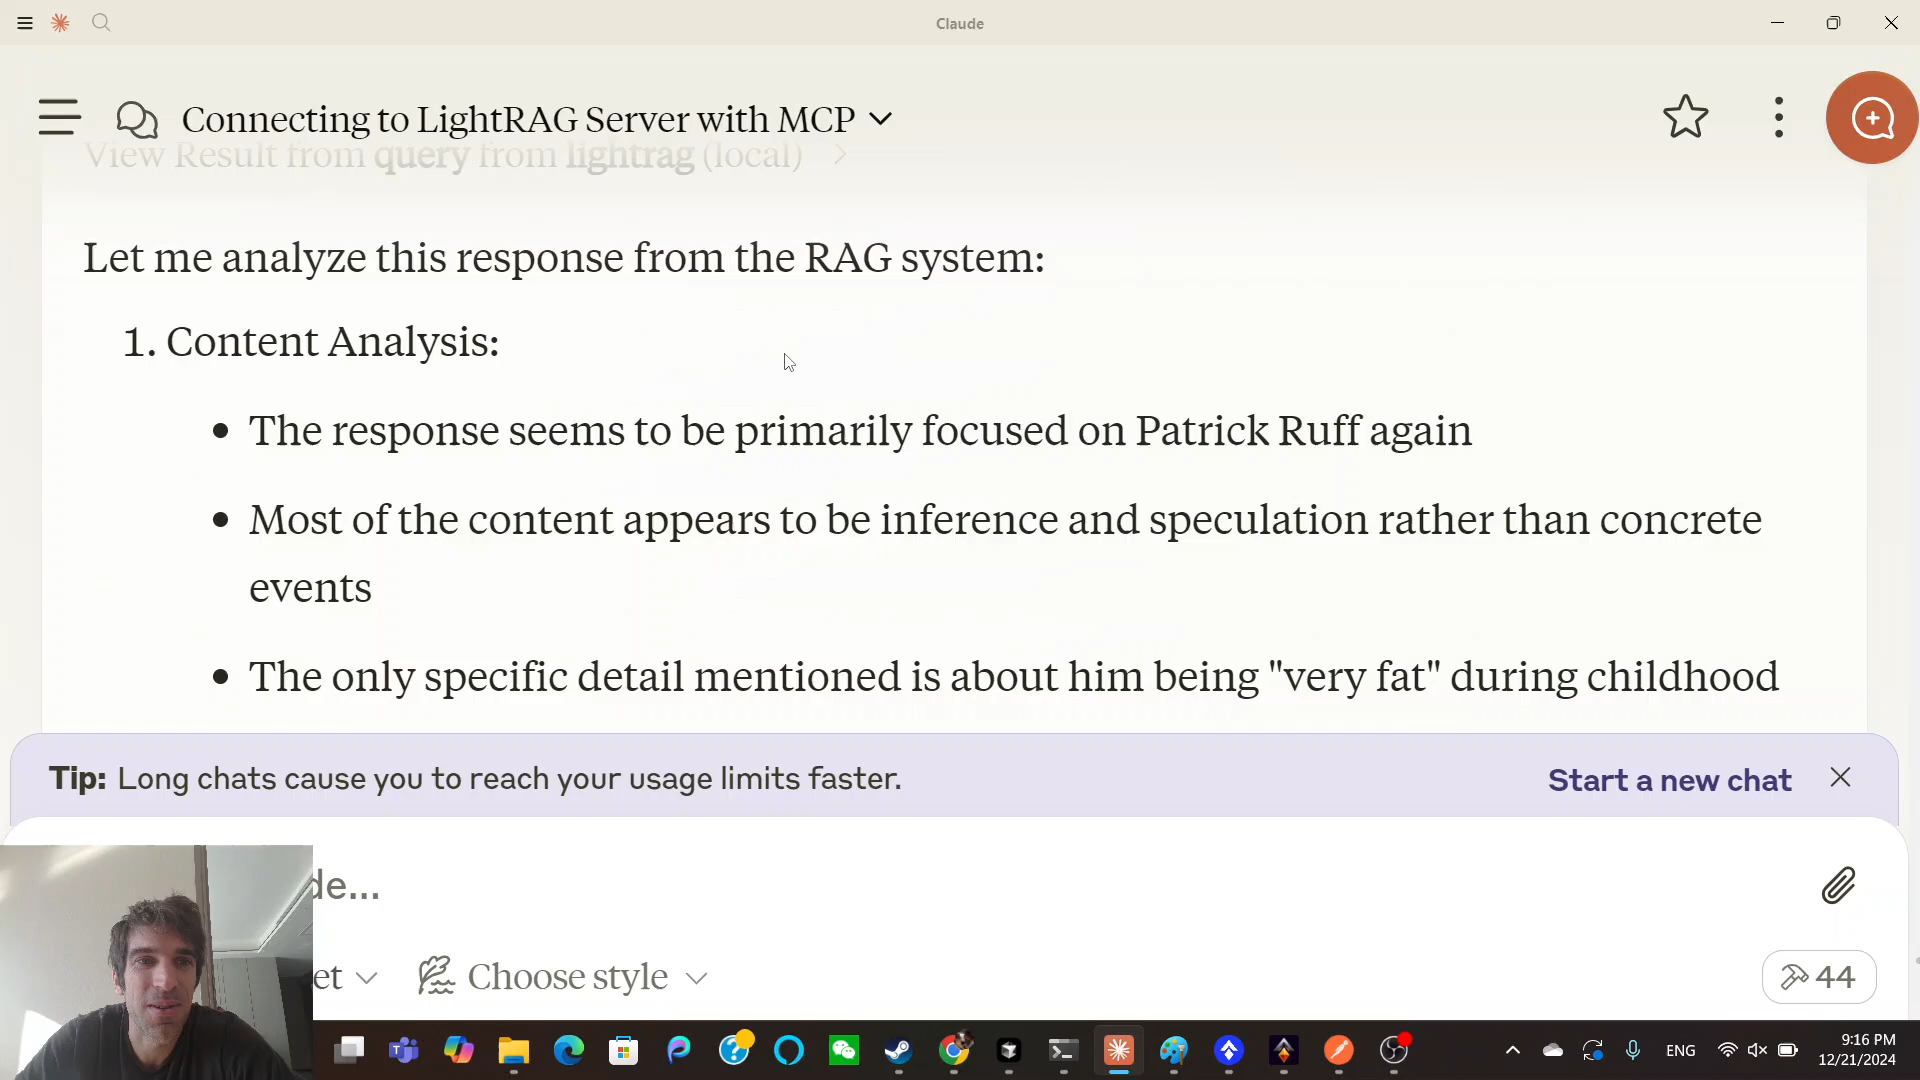 Claude
Connecting to LightRAG Server with MCP
View Result from query from lightrag (local)
Let me analyze this response from the RAG system:
1. Content Analysis:
• The response seems to be primarily focused on Patrick Ruff again
• Most of the content appears to be inference and speculation rather than concrete
events
• The only specific detail mentioned is about him being "very fat" during childhood
Tip: Long chats cause you to reach your usage limits faster.
Start a new chat
de...
et
Choose style
44
ENG
9:16 PM
12/21/2024